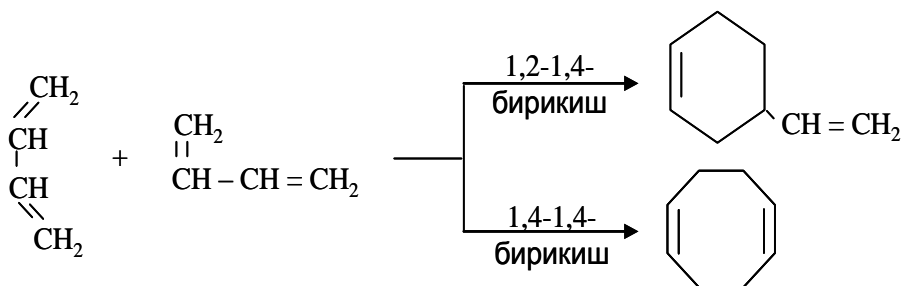 CH₂
CH
CH
CH₂
+
CH₂
CH – CH = CH₂
1,2-1,4-
бирикиш
CH = CH₂
1,4-1,4-
бирикиш